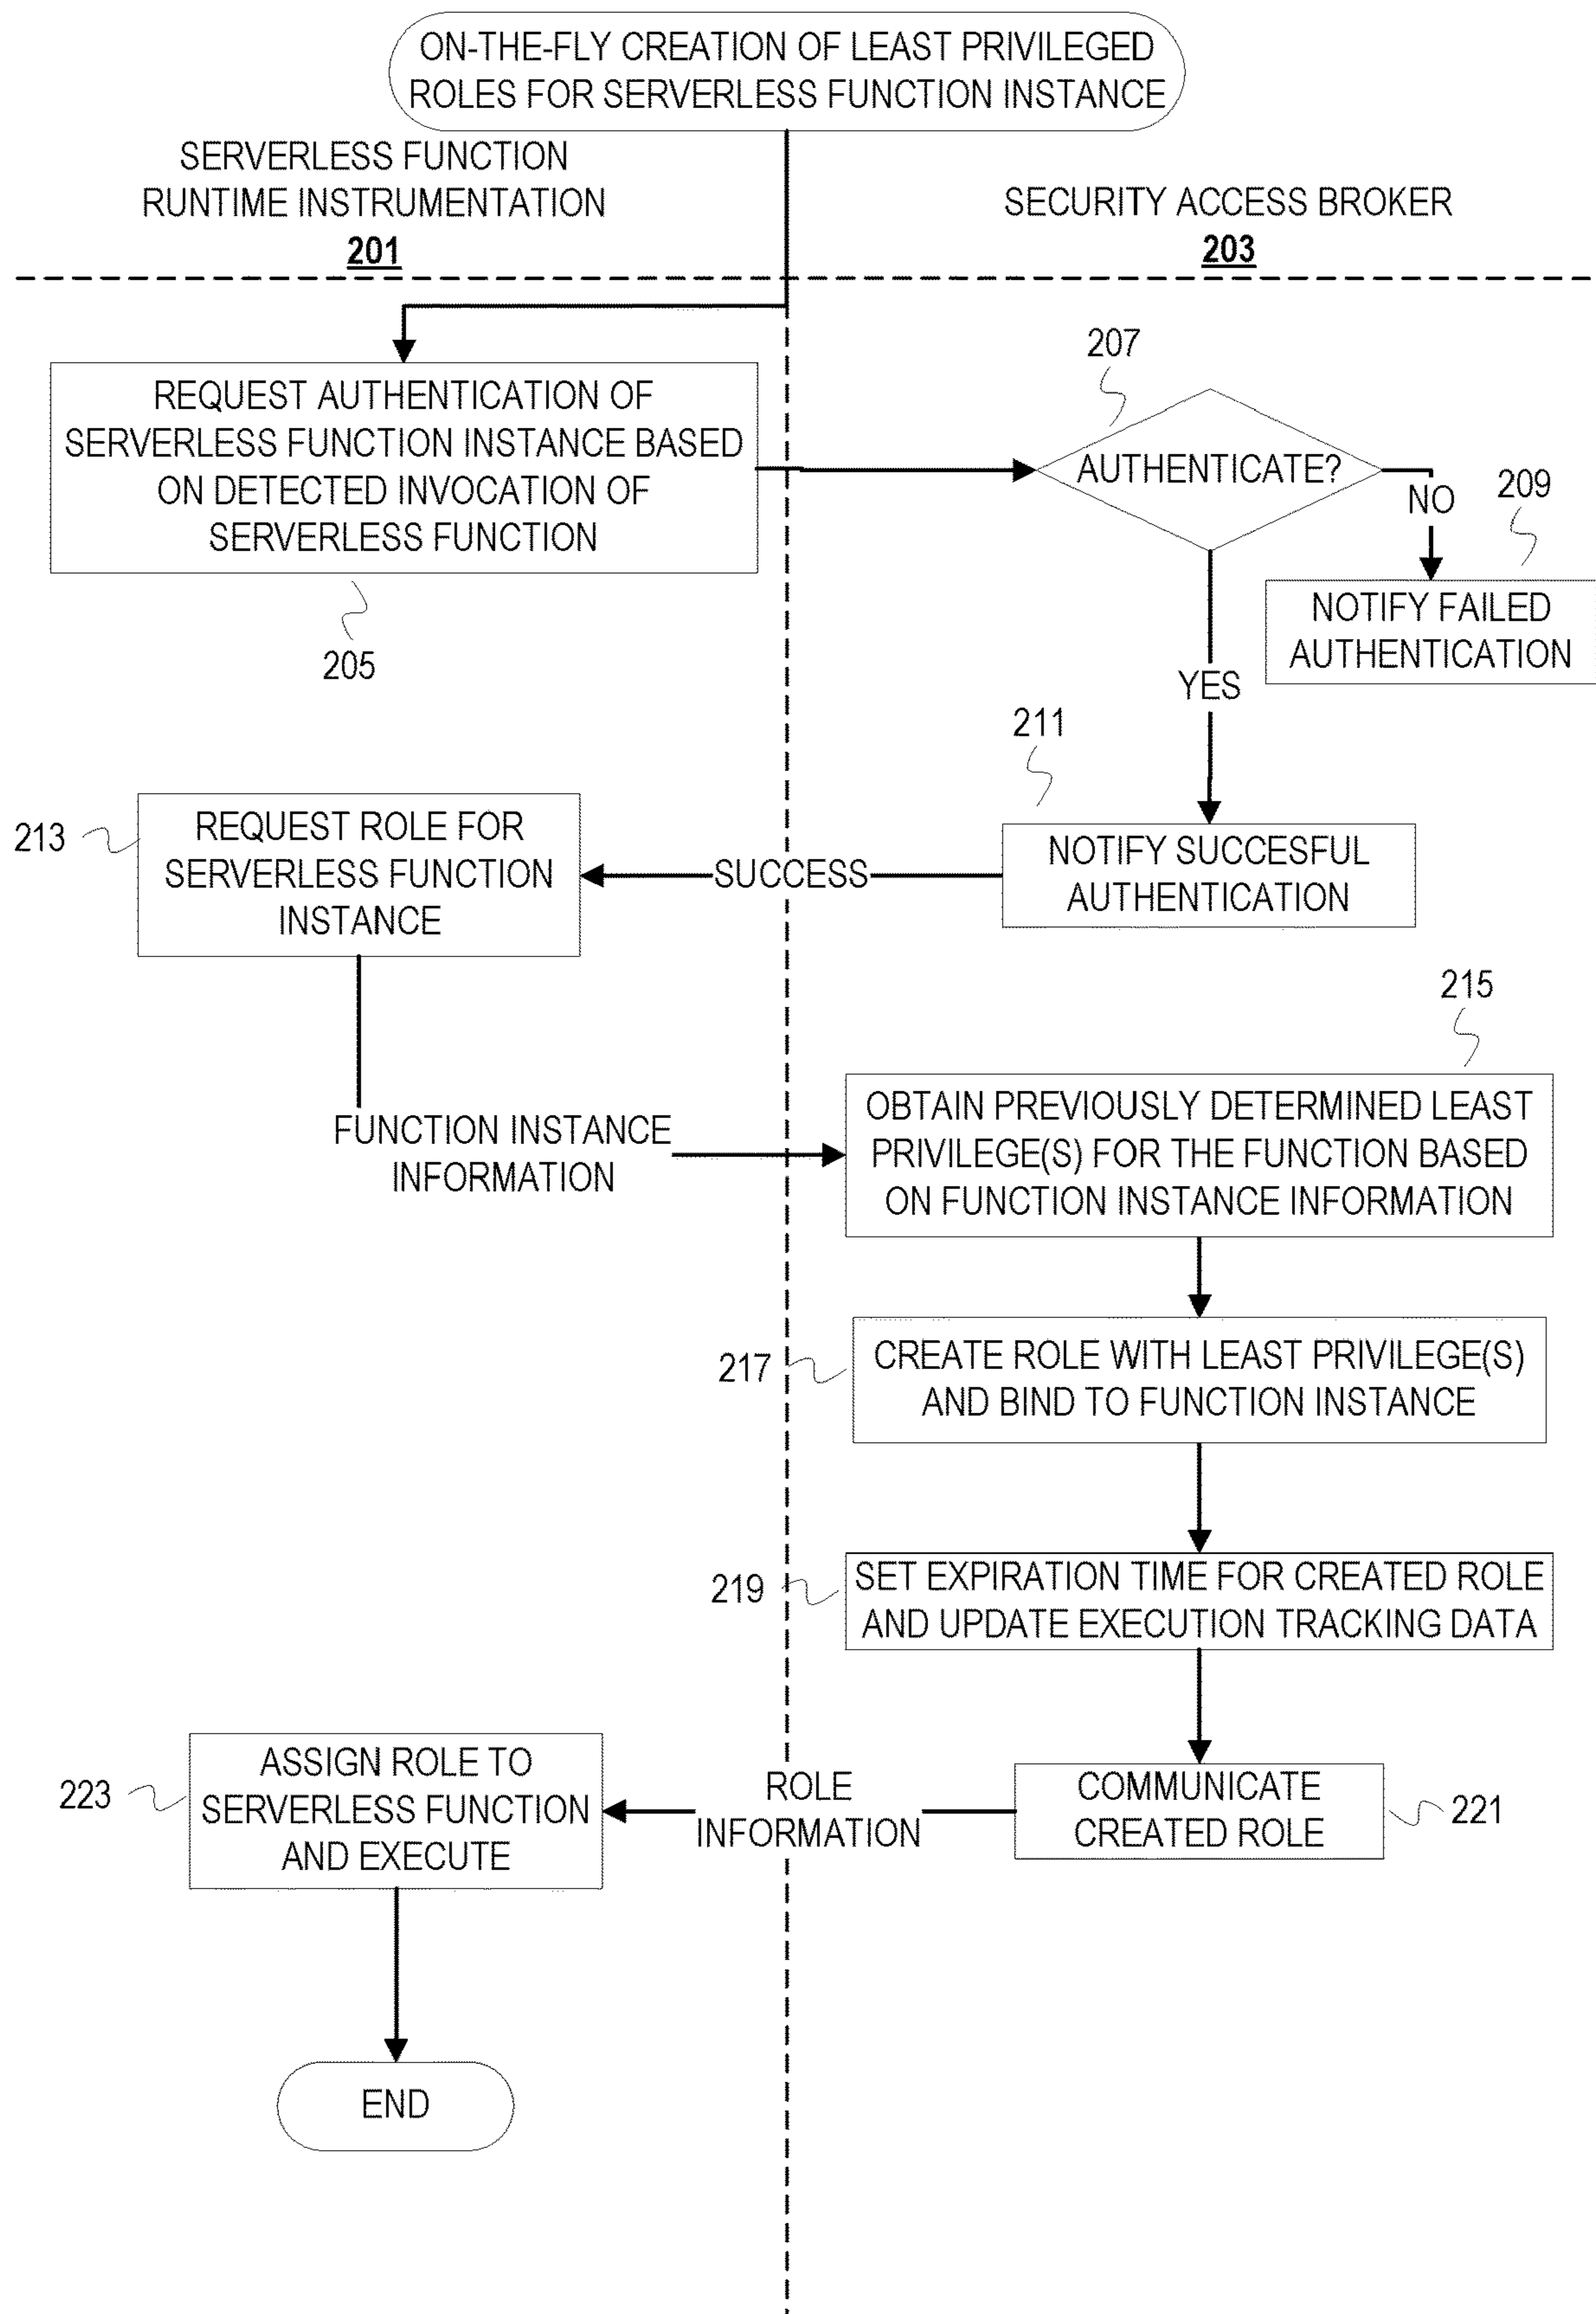 ON-THE-FLY CREATION OF LEAST PRIVILEGED
ROLES FOR SERVERLESS FUNCTION INSTANCE
SERVERLESS FUNCTION
RUNTIME INSTRUMENTATION
201
SECURITY ACCESS BROKER
203
REQUEST AUTHENTICATION OF
SERVERLESS FUNCTION INSTANCE BASED
ON DETECTED INVOCATION OF
SERVERLESS FUNCTION
205
207
AUTHENTICATE?
NO
209
NOTIFY FAILED
AUTHENTICATION
YES
211
NOTIFY SUCCESFUL
AUTHENTICATION
SUCCESS
213
REQUEST ROLE FOR
SERVERLESS FUNCTION
INSTANCE
FUNCTION INSTANCE
INFORMATION
215
OBTAIN PREVIOUSLY DETERMINED LEAST
PRIVILEGE(S) FOR THE FUNCTION BASED
ON FUNCTION INSTANCE INFORMATION
217
CREATE ROLE WITH LEAST PRIVILEGE(S)
AND BIND TO FUNCTION INSTANCE
219
SET EXPIRATION TIME FOR CREATED ROLE
AND UPDATE EXECUTION TRACKING DATA
COMMUNICATE
CREATED ROLE
221
ROLE
INFORMATION
223
ASSIGN ROLE TO
SERVERLESS FUNCTION
AND EXECUTE
END